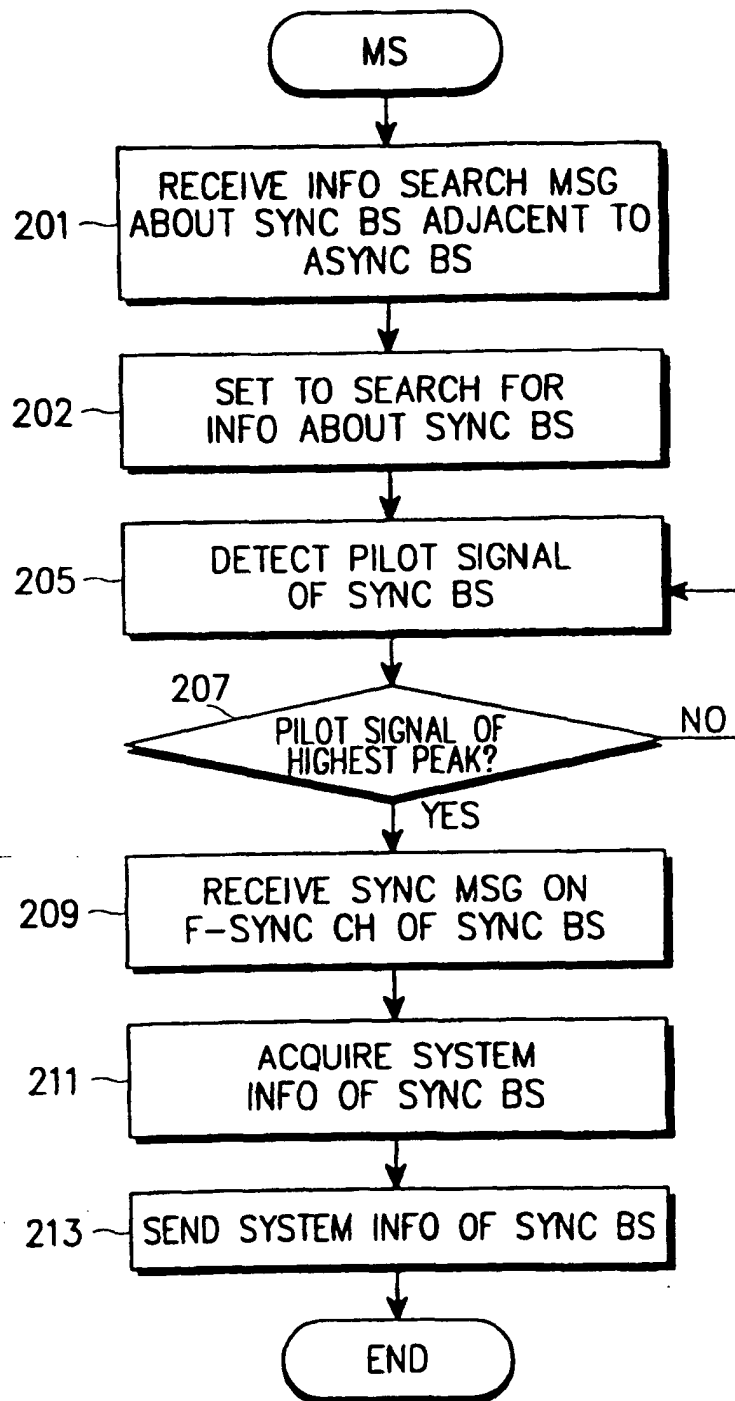 MS
201
RECEIVE INFO SEARCH MSG
ABOUT SYNC BS ADJACENT TO
ASYNC BS
202
SET TO SEARCH FOR
INFO ABOUT SYNC BS
205
DETECT PILOT SIGNAL
OF SYNC BS
207
PILOT SIGNAL OF
HIGHEST PEAK?
NO
YES
209
RECEIVE SYNC MSG ON
F-SYNC CH OF SYNC BS
211
ACQUIRE SYSTEM
INFO OF SYNC BS
213
SEND SYSTEM INFO OF SYNC BS
END